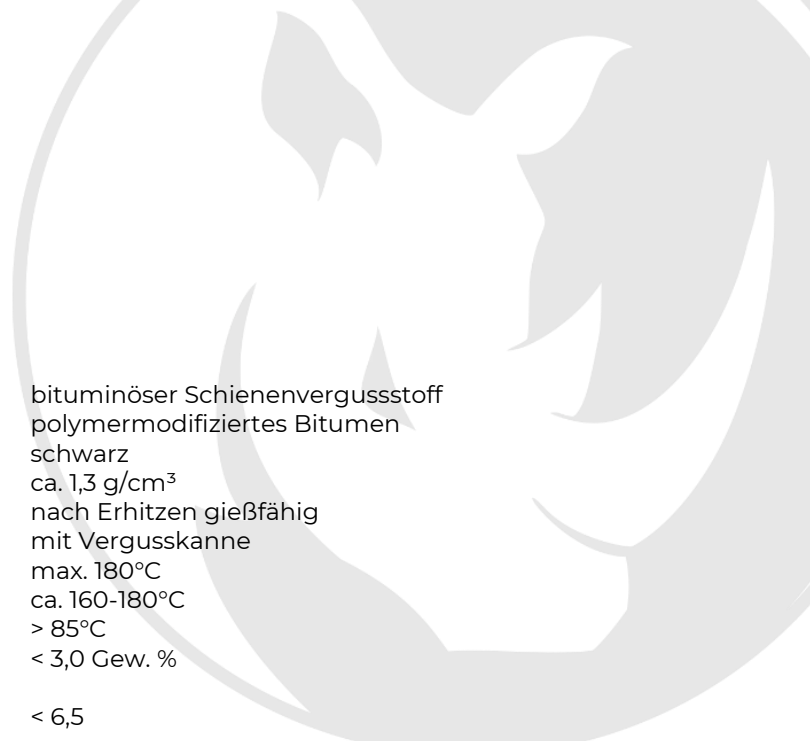 bituminöser Schienenvergussstoff
polymermodifiziertes Bitumen
schwarz
ca. 1,3 g/cm³
nach Erhitzen gießfähig
mit Vergusskanne
max. 180°C
ca. 160-180°C
> 85°C
< 3,0 Gew. %
< 6,5